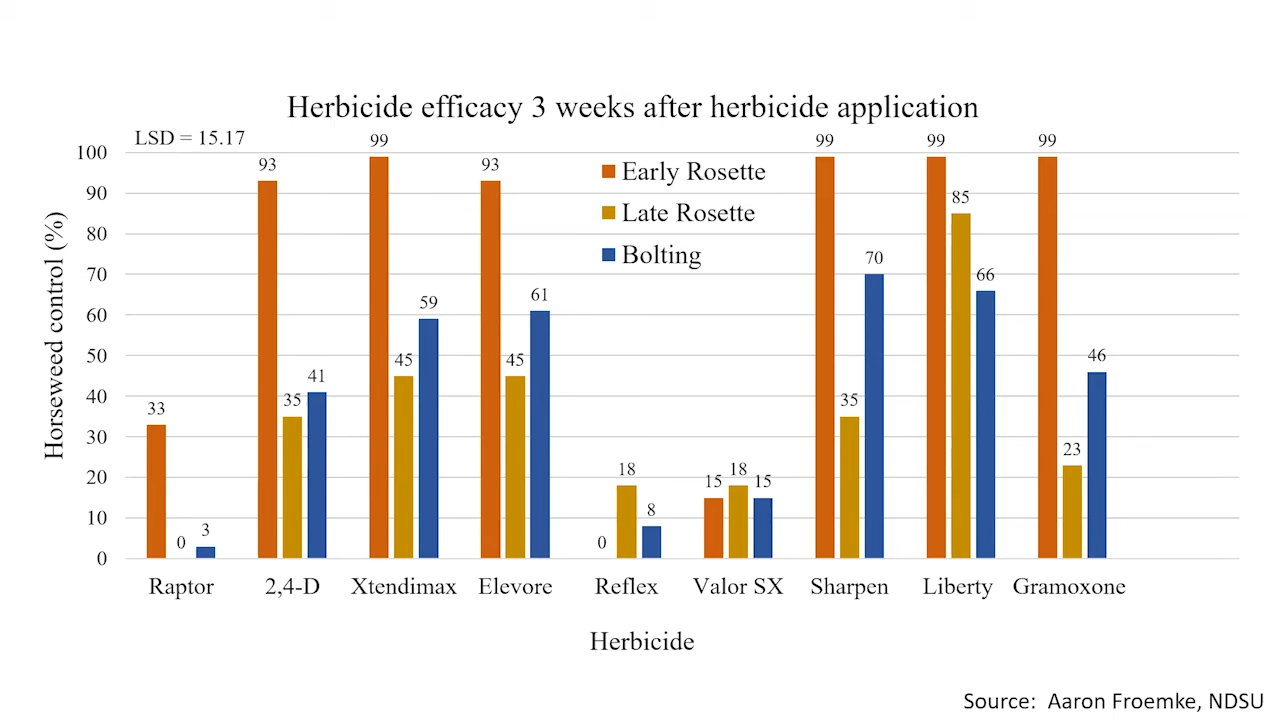 Herbicide efficacy 3 weeks after herbicide application
LSD = 15.17
Horseweed control (%)
100
90
80
70
60
50
40
30
20
10
0
Early Rosette
Late Rosette
Bolting
33 0 3
93 35 41
99 45 59
93 45 61
0 18 8
15 18 15
99 35 70
99 85 66
99 23 46
Raptor 2,4-D Xtendimax Elevore Reflex Valor SX Sharpen Liberty Gramoxone
Herbicide
Source: Aaron Froemke, NDSU